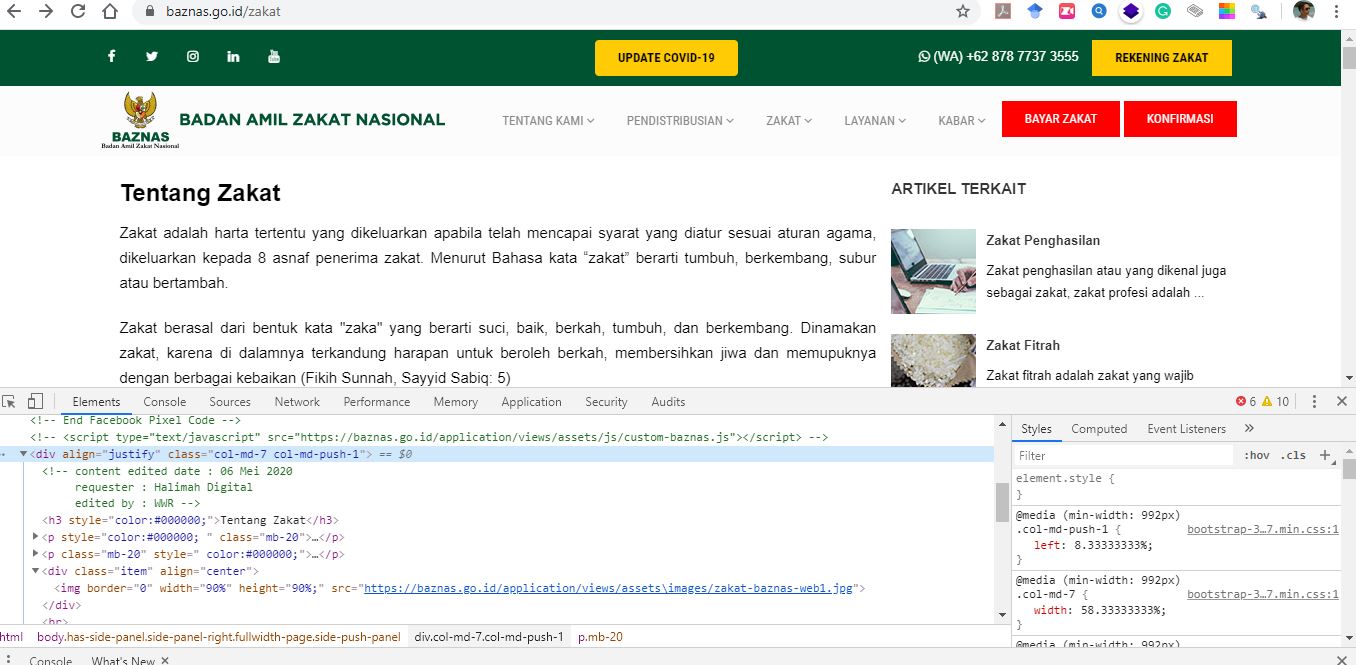 baznas.go.id/zakat
UPDATE COVID-19
(WA) +62 878 7737 3555
REKENING ZAKAT
BAZNAS
Badan Amil Zakat Nasional
BADAN AMIL ZAKAT NASIONAL
TENTANG KAMI
PENDISTRIBUSIAN
ZAKAT
LAYANAN
KABAR
BAYAR ZAKAT
KONFIRMASI
Tentang Zakat
Zakat adalah harta tertentu yang dikeluarkan apabila telah mencapai syarat yang diatur sesuai aturan agama,
dikeluarkan kepada 8 asnaf penerima zakat. Menurut Bahasa kata “zakat” berarti tumbuh, berkembang, subur
atau bertambah.
Zakat berasal dari bentuk kata "zaka" yang berarti suci, baik, berkah, tumbuh, dan berkembang. Dinamakan
zakat, karena di dalamnya terkandung harapan untuk beroleh berkah, membersihkan jiwa dan memupuknya
dengan berbagai kebaikan (Fikih Sunnah, Sayyid Sabiq: 5)
ARTIKEL TERKAIT
Zakat Penghasilan
Zakat penghasilan atau yang dikenal juga
sebagai zakat, zakat profesi adalah ...
Zakat Fitrah
Zakat fitrah adalah zakat yang wajib
Elements Console Sources Network Performance Memory Application Security Audits
6 10
<!-- End Facebook Pixel Code -->
<!-- <script type="text/javascript" src="https://baznas.go.id/application/views/assets/js/custom-baznas.js"></script> -->
<div align="justify" class="col-md-7 col-md-push-1"> == $0
<!-- content edited date : 06 Mei 2020
requester : Halimah Digital
edited by : WWR -->
<h3 style="color:#000000;">Tentang Zakat</h3>
<p style="color:#000000; " class="mb-20">…</p>
<p class="mb-20" style=" color:#000000;">…</p>
<div class="item" align="center">
<img border="0" width="90%" height="90%;" src="https://baznas.go.id/application/views/assets\images/zakat-baznas-web1.jpg">
</div>
<hr>
html body.has-side-panel.side-panel-right.fullwidth-page.side-push-panel div.col-md-7.col-md-push-1 p.mb-20
Styles Computed Event Listeners
Filter :hov .cls +
element.style {
}
@media (min-width: 992px)
.col-md-push-1 { bootstrap-3…7.min.css:1
left: 8.33333333%;
}
@media (min-width: 992px)
.col-md-7 { bootstrap-3…7.min.css:1
width: 58.33333333%;
}
@media (min-width: 992px)
Console What's New